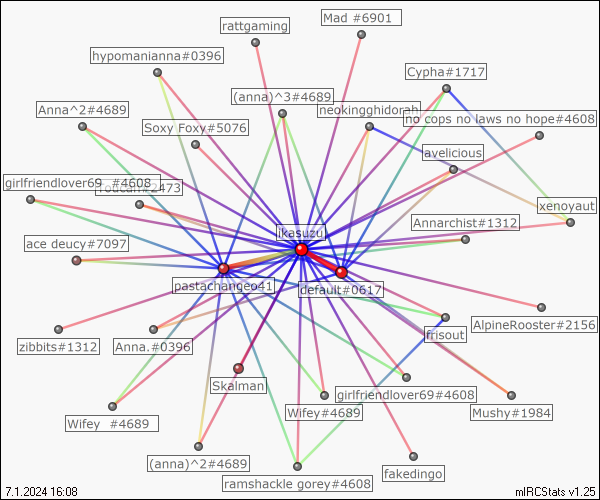 Mad #6901
rattgaming
hypomanianna#0396
Cypha#1717
(anna)^3#4689
neokingghidorah
Anna^2#4689
no cops no laws no hope#4608
Soxy Foxy#5076
avelicious
girlfriendlover69 #4608
xenoyaut
Annarchist#1312
ikasuzu
ace deucy#7097
pastachange041
default#0617
AlpineRooster#2156
frisout
zibbits#1312
Anna.#0396
Skalman
girlfriendlover69#4608
Wifey#4689
Mushy#1984
Wifey #4689
(anna)^2#4689
fakedingo
ramshackle gorey#4608
7.1.2024 16:08
mIRCStats v1.25